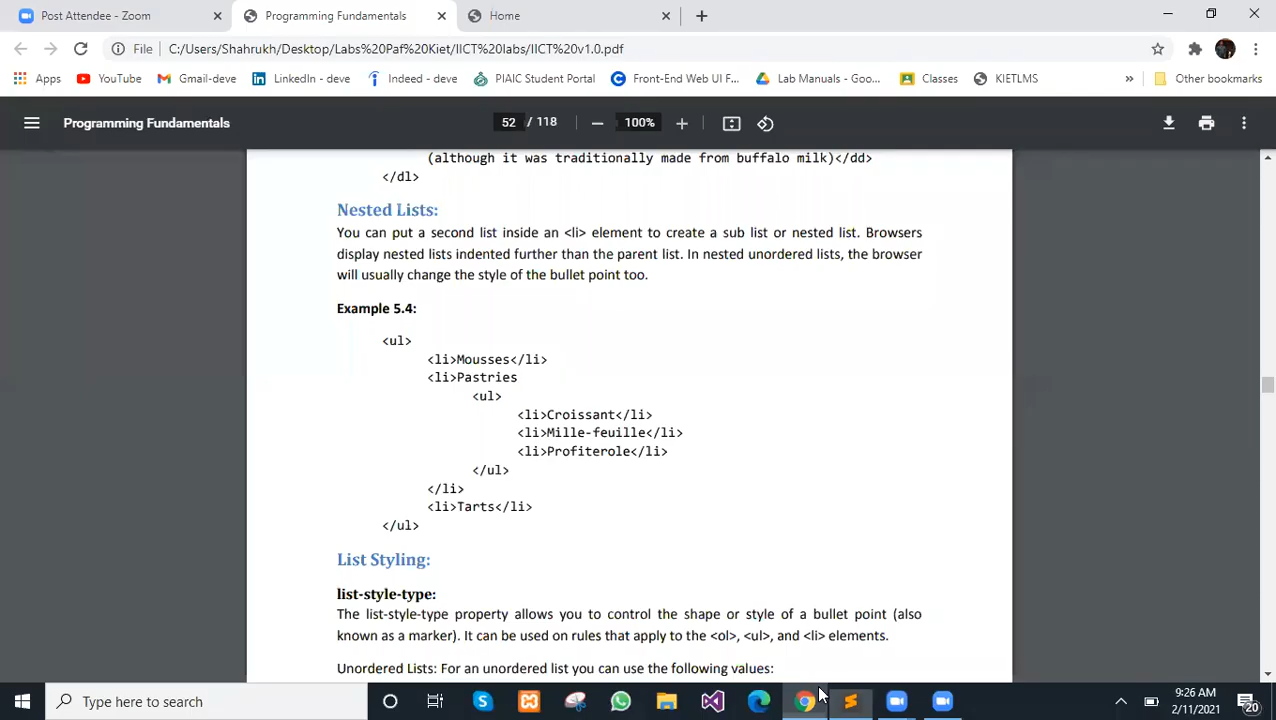 Post Attendee - Zoom
Programming Fundamentals
Home
File
C:/Users/Shahrukh/Desktop/Labs%20Paf%20Kiet/IICT%20labs/IICT%20v1.0.pdf
Apps
YouTube
Gmail-deve
LinkedIn - deve
Indeed - deve
PIAIC Student Portal
Front-End Web UI F...
Lab Manuals - Goo...
Classes
KIETLMS
»
Other bookmarks
Programming Fundamentals
52 / 118
100%
(although it was traditionally made from buffalo milk)</dd>
</dl>
Nested Lists:
You can put a second list inside an <li> element to create a sub list or nested list. Browsers
display nested lists indented further than the parent list. In nested unordered lists, the browser
will usually change the style of the bullet point too.
Example 5.4:
<ul>
<li>Mousses</li>
<li>Pastries
<ul>
<li>Croissant</li>
<li>Mille-feuille</li>
<li>Profiterole</li>
</ul>
</li>
<li>Tarts</li>
</ul>
List Styling:
list-style-type:
The list-style-type property allows you to control the shape or style of a bullet point (also
known as a marker). It can be used on rules that apply to the <ol>, <ul>, and <li> elements.
Unordered Lists: For an unordered list you can use the following values:
Type here to search
9:26 AM
2/11/2021
20